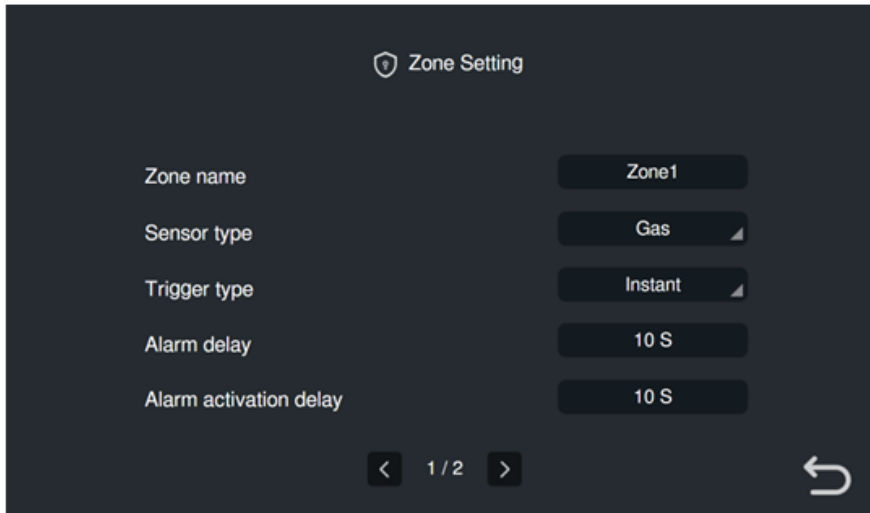 Zone Setting
Zone name Zone1
Sensor type Gas
Trigger type Instant
Alarm delay 10 S
Alarm activation delay 10 S
< 1 / 2 >